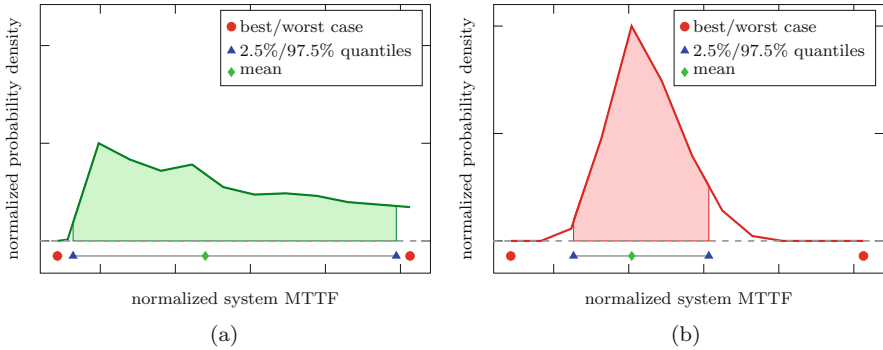 normalized probability density
best/worst case
2.5%/97.5% quantiles
mean
normalized system MTTF
(a)
normalized probability density
best/worst case
2.5%/97.5% quantiles
mean
normalized system MTTF
(b)